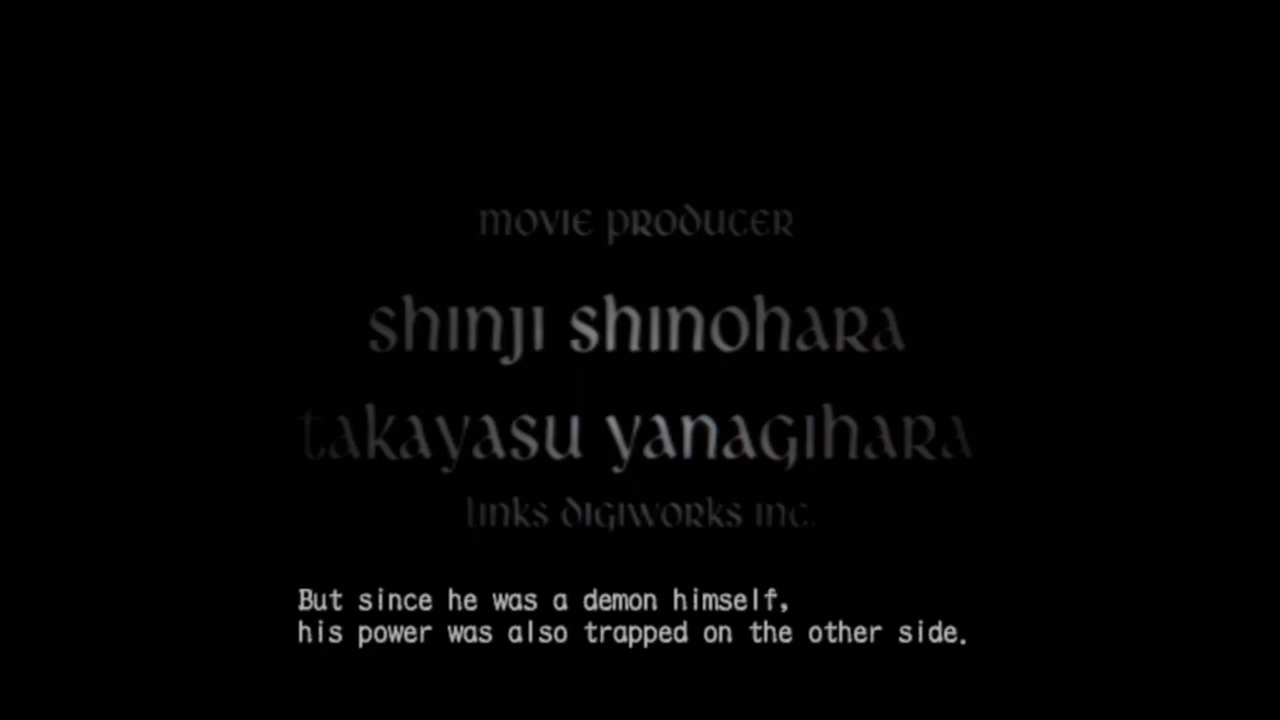 movie producer
shinji shinohara
takayasu yanagihara
links digiworks inc.
But since he was a demon himself,
his power was also trapped on the other side.